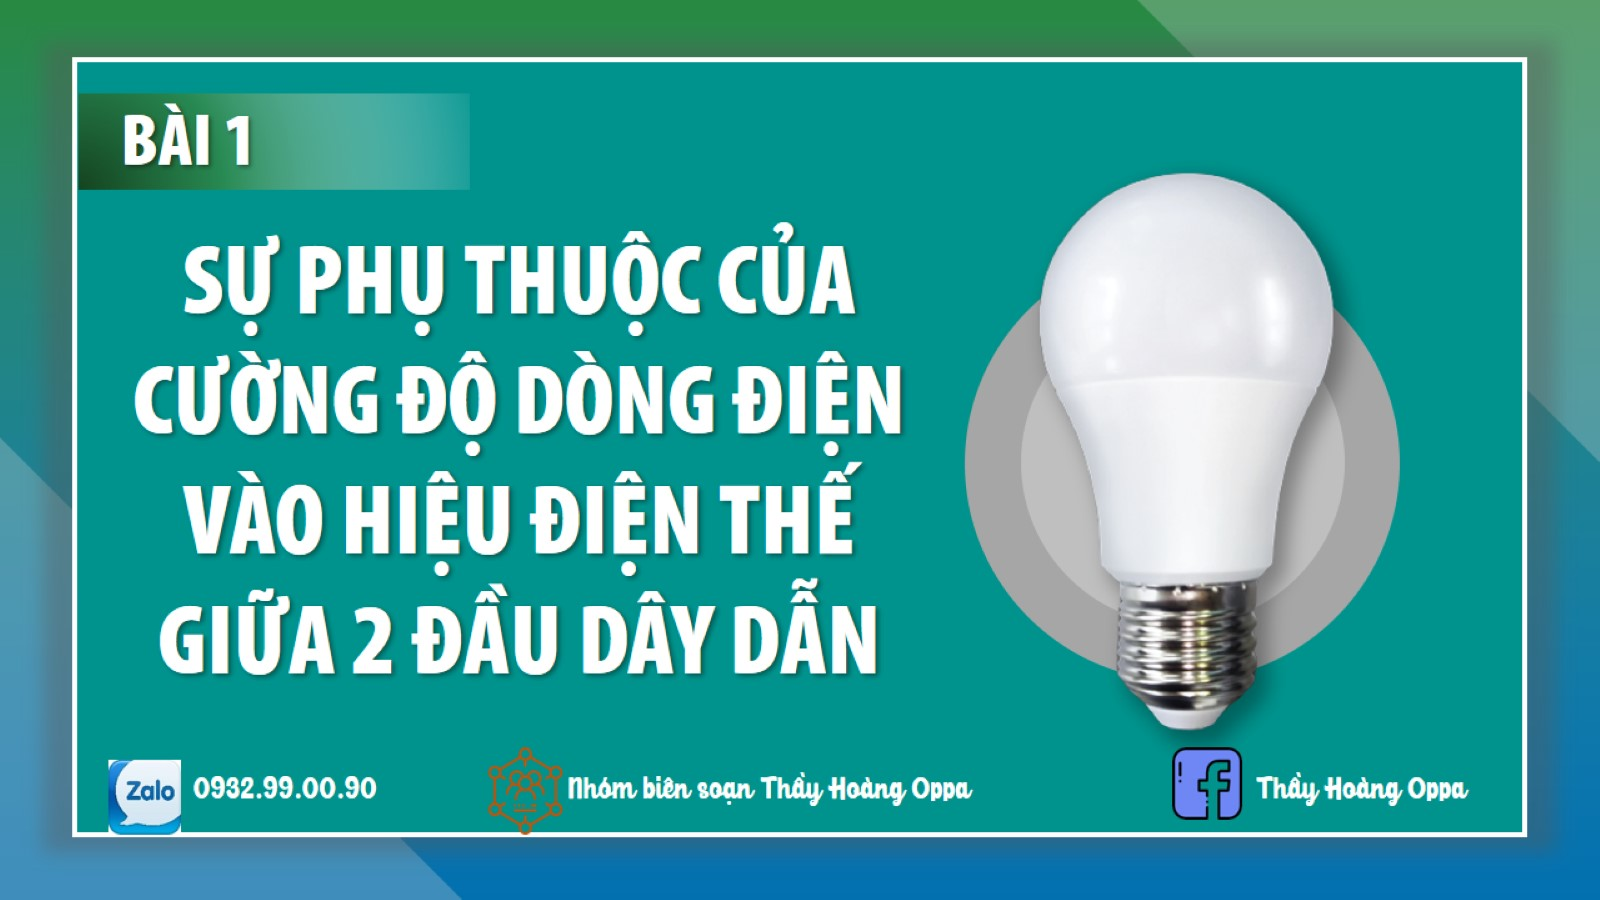 BÀI 1
SỰ PHỤ THUỘC CỦA
CƯỜNG ĐỘ DÒNG ĐIỆN
VÀO HIỆU ĐIỆN THẾ
GIỮA 2 ĐẦU DÂY DẪN
Zalo 0932.99.00.90
Nhóm biên soạn Thầy Hoàng Oppa
Thầy Hoàng Oppa